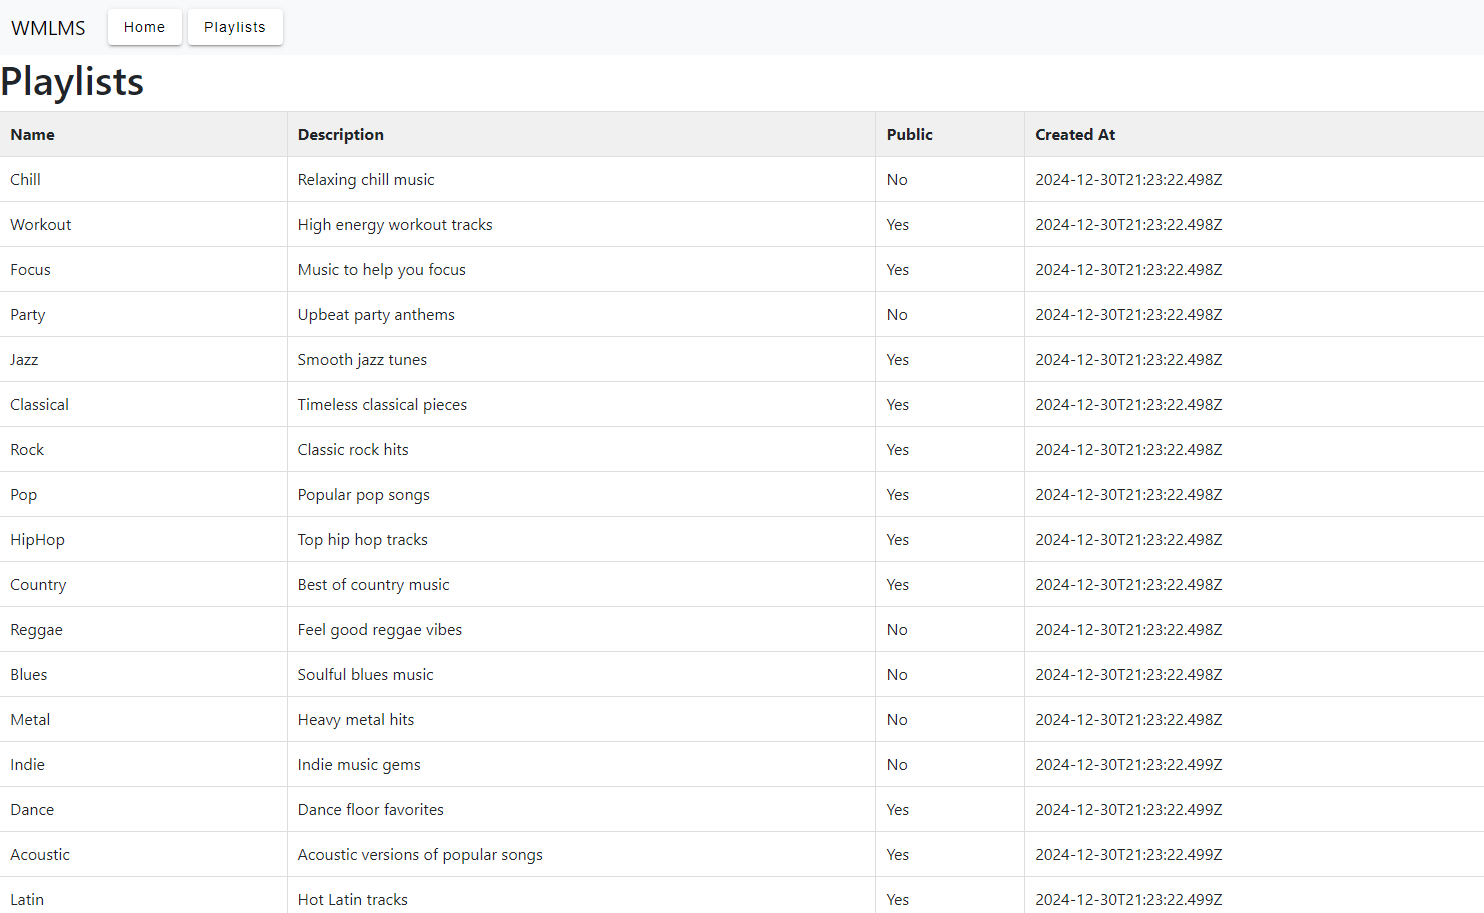 WMLMS Home Playlists
Playlists
Name Description Public Created At
Chill Relaxing chill music No 2024-12-30T21:23:22.498Z
Workout High energy workout tracks Yes 2024-12-30T21:23:22.498Z
Focus Music to help you focus Yes 2024-12-30T21:23:22.498Z
Party Upbeat party anthems No 2024-12-30T21:23:22.498Z
Jazz Smooth jazz tunes Yes 2024-12-30T21:23:22.498Z
Classical Timeless classical pieces Yes 2024-12-30T21:23:22.498Z
Rock Classic rock hits Yes 2024-12-30T21:23:22.498Z
Pop Popular pop songs Yes 2024-12-30T21:23:22.498Z
HipHop Top hip hop tracks Yes 2024-12-30T21:23:22.498Z
Country Best of country music Yes 2024-12-30T21:23:22.498Z
Reggae Feel good reggae vibes No 2024-12-30T21:23:22.498Z
Blues Soulful blues music No 2024-12-30T21:23:22.498Z
Metal Heavy metal hits No 2024-12-30T21:23:22.498Z
Indie Indie music gems No 2024-12-30T21:23:22.499Z
Dance Dance floor favorites Yes 2024-12-30T21:23:22.499Z
Acoustic Acoustic versions of popular songs Yes 2024-12-30T21:23:22.499Z
Latin Hot Latin tracks Yes 2024-12-30T21:23:22.499Z